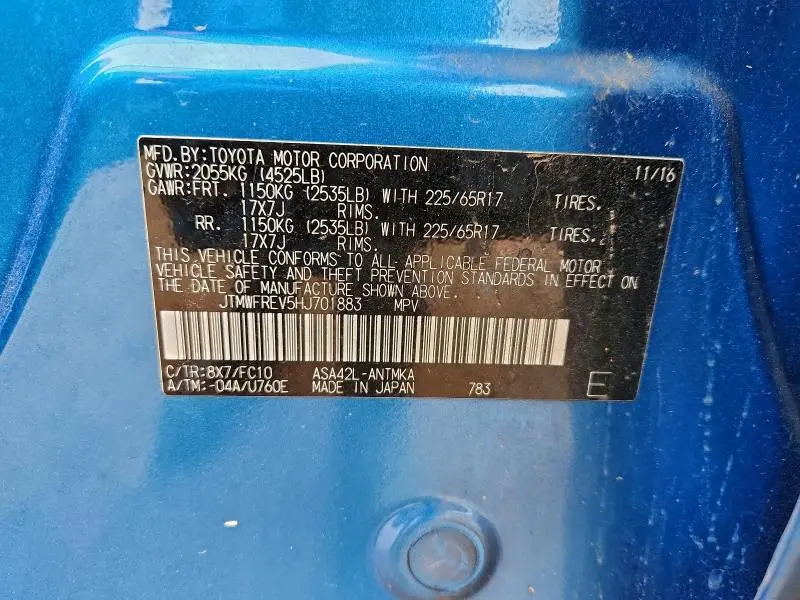 MFD.BY:TOYOTA MOTOR CORPORATION 11/16
GVWR:2055KG (4525LB)
GAWR:FRT. 1150KG (2535LB) WITH 225/65R17 TIRES.
17X7J RIMS.
RR. 1150KG (2535LB) WITH 225/65R17 TIRES.
17X7J RIMS.
THIS VEHICLE CONFORMS TO ALL APPLICABLE FEDERAL MOTOR
VEHICLE SAFETY AND THEFT PREVENTION STANDARDS IN EFFECT ON
THE DATE OF MANUFACTURE SHOWN ABOVE.
JTMWFREV5HJ701883 MPV
C/TR:8X7/FC10 ASA42L-ANTMKA
A/TM:-04A/U760E MADE IN JAPAN 783 E